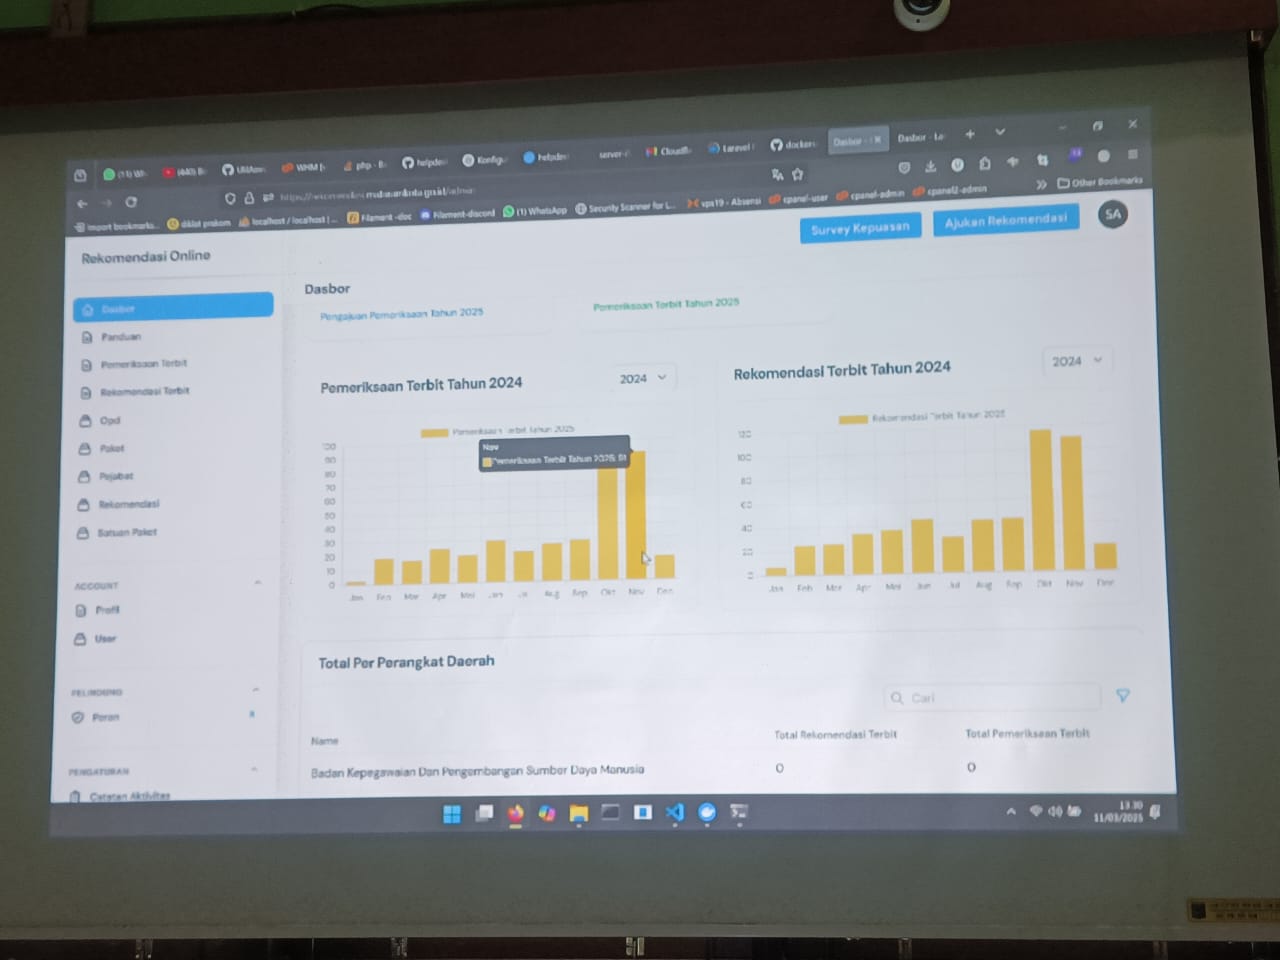 WHM
php - B
helpdes
Konfigu
helpdes
server-
Cloudfl
Laravel
docker
Dasbor -
Dasbor - La
Import bookmarks...
diklat prakom
localhost / localhost | ...
Filament -doc
Filament-discord
(1) WhatsApp
Security Scanner for L...
vps19 - Absensi
cpanel-user
cpanel-admin
cpanel2-admin
Other Bookmarks
Rekomendasi Online
Survey Kepuasan
Ajukan Rekomendasi
SA
Dasbor
Dasbor
Panduan
Pemeriksaan Terbit
Rekomendasi Terbit
Opd
Paket
Pejabat
Rekomendasi
Satuan Paket
ACCOUNT
Profil
User
PELINDUNG
Peran
PENGATURAN
Catatan Aktivitas
Pengajuan Pemeriksaan Tahun 2025
Pemeriksaan Terbit Tahun 2025
Pemeriksaan Terbit Tahun 2024
2024
Pemeriksaan Terbit Tahun 2025
Nov
Pemeriksaan Terbit Tahun 2025: 91
100
90
80
70
60
50
40
30
20
10
0
Jan Feb Mar Apr Mei Jun Jul Aug Sep Okt Nov Des
Rekomendasi Terbit Tahun 2024
2024
Rekomendasi Terbit Tahun 2025
120
100
80
60
40
20
0
Jan Feb Mar Apr Mei Jun Jul Aug Sep Okt Nov Des
Total Per Perangkat Daerah
Cari
Name
Total Rekomendasi Terbit
Total Pemeriksaan Terbit
Badan Kepegawaian Dan Pengembangan Sumber Daya Manusia
0
0
13.30
11/03/2025